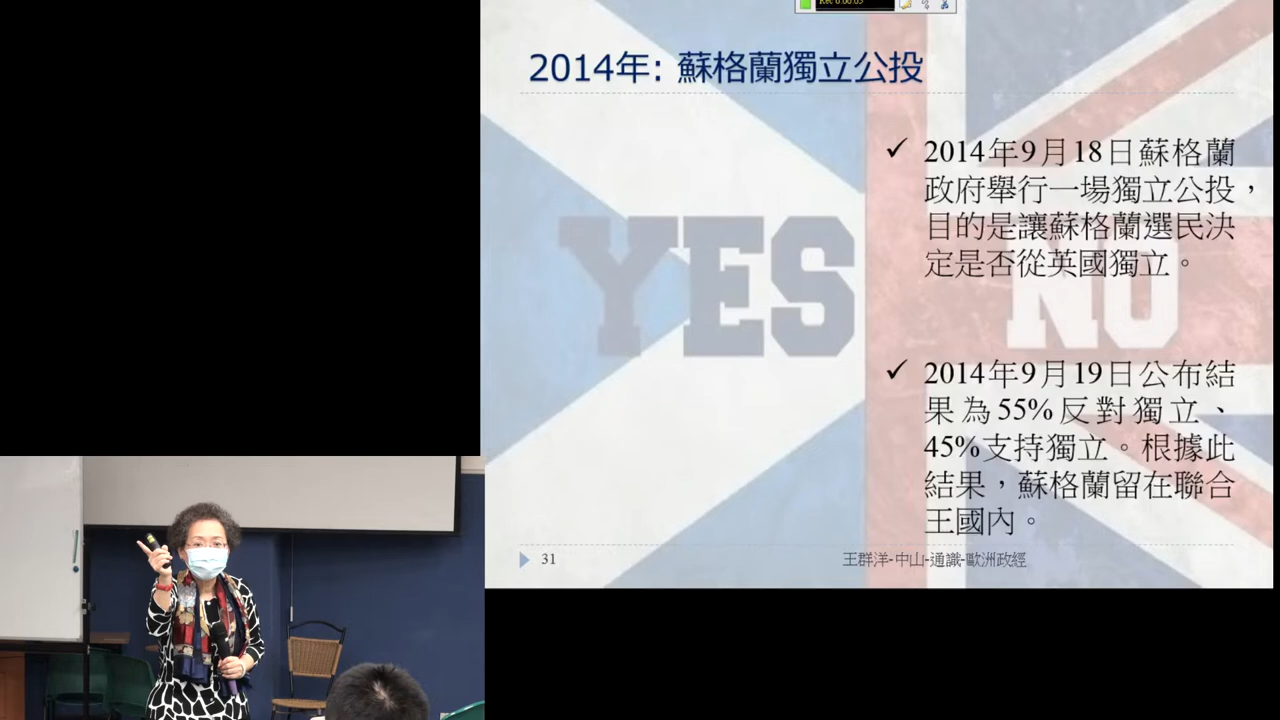 Rec 0:00:05
2014年: 蘇格蘭獨立公投
YES
NO
✓ 2014年9月18日蘇格蘭
政府舉行一場獨立公投，
目的是讓蘇格蘭選民決
定是否從英國獨立。
✓ 2014年9月19日公布結
果為55%反對獨立、
45%支持獨立。根據此
結果，蘇格蘭留在聯合
王國內。
31
王群洋-中山-通識-歐洲政經